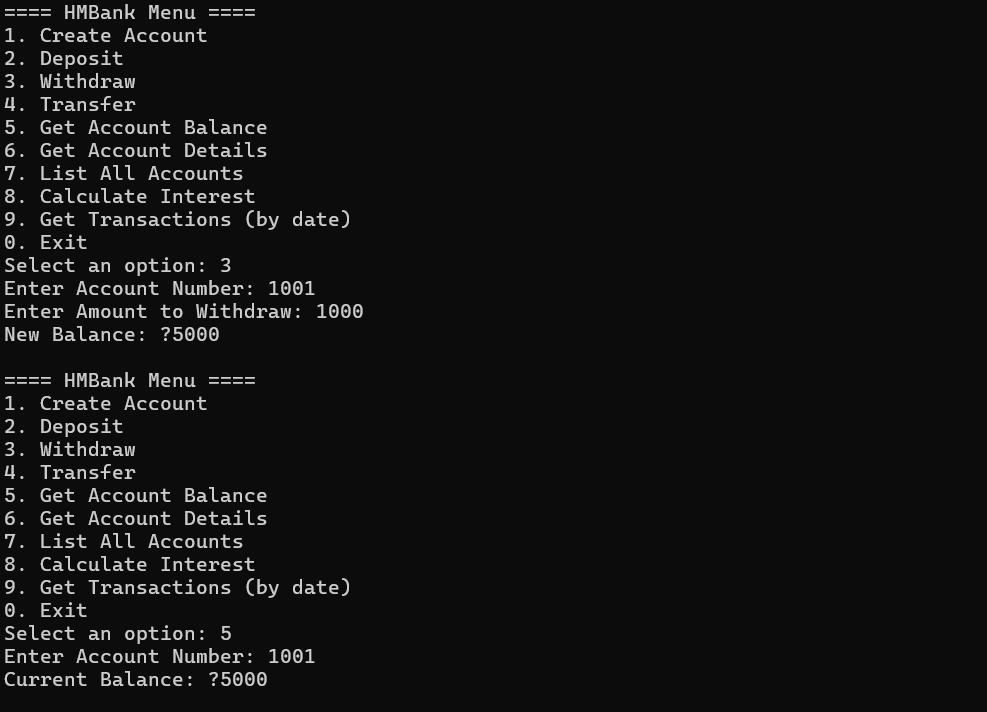 ==== HMBank Menu ====
1. Create Account
2. Deposit
3. Withdraw
4. Transfer
5. Get Account Balance
6. Get Account Details
7. List All Accounts
8. Calculate Interest
9. Get Transactions (by date)
0. Exit
Select an option: 3
Enter Account Number: 1001
Enter Amount to Withdraw: 1000
New Balance: ?5000
==== HMBank Menu ====
1. Create Account
2. Deposit
3. Withdraw
4. Transfer
5. Get Account Balance
6. Get Account Details
7. List All Accounts
8. Calculate Interest
9. Get Transactions (by date)
0. Exit
Select an option: 5
Enter Account Number: 1001
Current Balance: ?5000